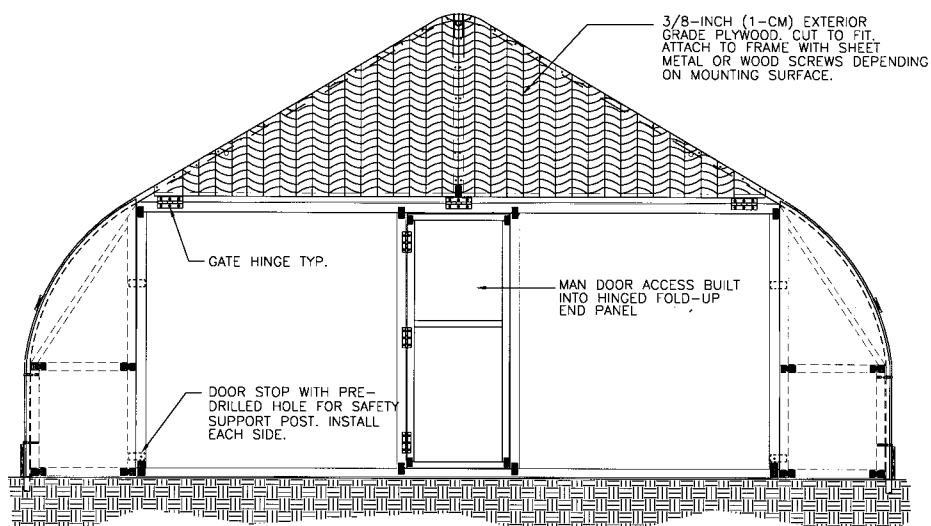 3/8-INCH (1-CM) EXTERIOR
GRADE PLYWOOD. CUT TO FIT.
ATTACH TO FRAME WITH SHEET
METAL OR WOOD SCREWS DEPENDING
ON MOUNTING SURFACE.
GATE HINGE TYP.
MAN DOOR ACCESS BUILT
INTO HINGED FOLD-UP
END PANEL
DOOR STOP WITH PRE-
DRILLED HOLE FOR SAFETY
SUPPORT POST. INSTALL
EACH SIDE.